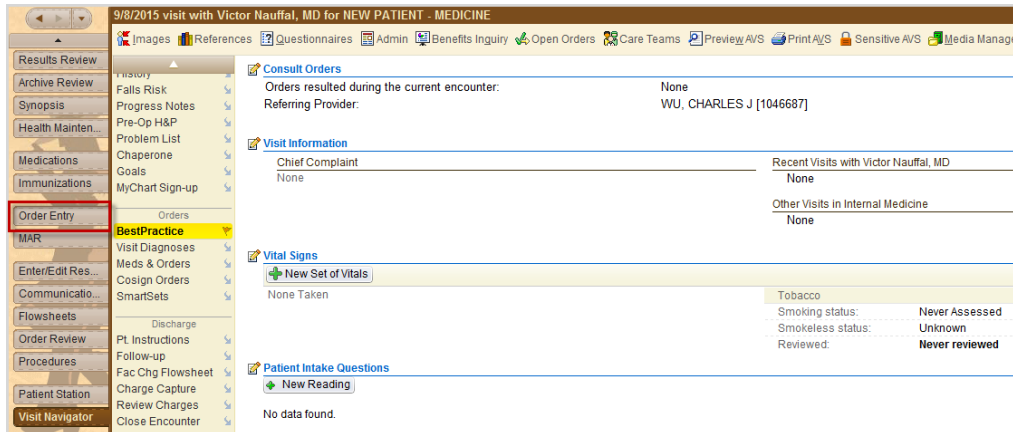 9/8/2015 visit with Victor Nauffal, MD for NEW PATIENT - MEDICINE
Images References Questionnaires Admin Benefits Inquiry Open Orders Care Teams Preview AVS Print AVS Sensitive AVS Media Manage
Results Review
Archive Review
Synopsis
Health Mainten...
Medications
Immunizations
Order Entry
MAR
Enter/Edit Res...
Communicatio...
Flowsheets
Order Review
Procedures
Patient Station
Visit Navigator
History
Falls Risk
Progress Notes
Pre-Op H&P
Problem List
Chaperone
Goals
MyChart Sign-up
Orders
BestPractice
Visit Diagnoses
Meds & Orders
Cosign Orders
SmartSets
Discharge
Pt. Instructions
Follow-up
Fac Chg Flowsheet
Charge Capture
Review Charges
Close Encounter
Consult Orders
Orders resulted during the current encounter: None
Referring Provider: WU, CHARLES J [1046687]
Visit Information
Chief Complaint
None
Recent Visits with Victor Nauffal, MD
None
Other Visits in Internal Medicine
None
Vital Signs
New Set of Vitals
None Taken
Tobacco
Smoking status: Never Assessed
Smokeless status: Unknown
Reviewed: Never reviewed
Patient Intake Questions
New Reading
No data found.